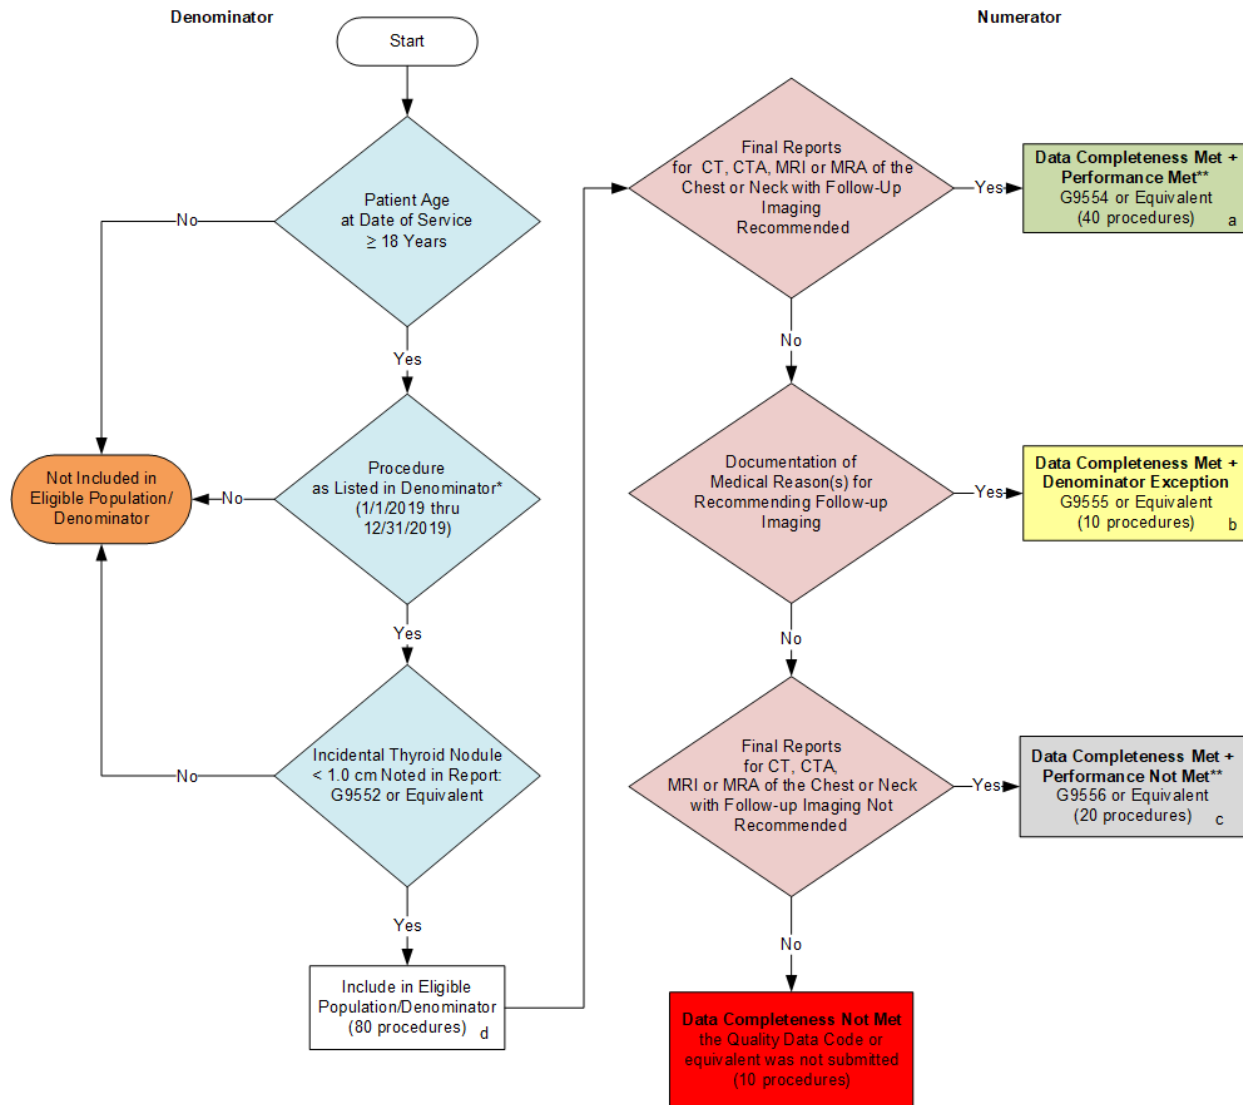 Denominator
Numerator
Start
Patient Age
at Date of Service
≥ 18 Years
No
Yes
Procedure
as Listed in Denominator*
(1/1/2019 thru
12/31/2019)
No
Not Included in
Eligible Population/
Denominator
Yes
Incidental Thyroid Nodule
< 1.0 cm Noted in Report:
G9552 or Equivalent
No
Yes
Include in Eligible
Population/Denominator
(80 procedures) d
Final Reports
for CT, CTA, MRI or MRA of the
Chest or Neck with Follow-Up
Imaging
Recommended
Yes
Data Completeness Met +
Performance Met**
G9554 or Equivalent
(40 procedures) a
No
Documentation of
Medical Reason(s) for
Recommending Follow-up
Imaging
Yes
Data Completeness Met +
Denominator Exception
G9555 or Equivalent
(10 procedures) b
No
Final Reports
for CT, CTA,
MRI or MRA of the Chest or Neck
with Follow-up Imaging Not
Recommended
Yes
Data Completeness Met +
Performance Not Met**
G9556 or Equivalent
(20 procedures) c
No
Data Completeness Not Met
the Quality Data Code or
equivalent was not submitted
(10 procedures)